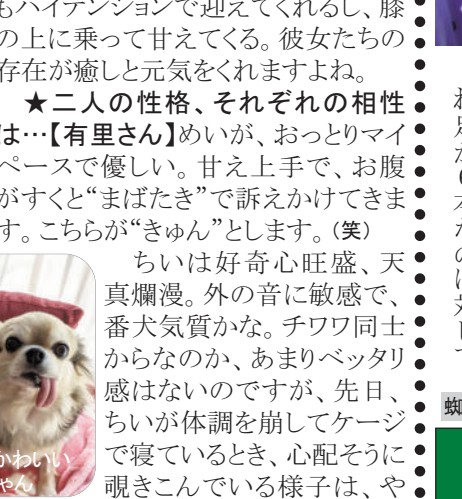 もハイテンションで迎えてくれるし、膝
の上に乗って甘えてくる。彼女たちの
存在が癒しと元気をくれますよね。
★二人の性格、それぞれの相性
は…【有里さん】めいが、おっとりマイ
ペースで優しい。甘え上手で、お腹
がすくと“まばたき”で訴えかけてきま
す。こちらが“きゅん”とします。(笑)
ちいは好奇心旺盛、天
真爛漫。外の音に敏感で、
番犬気質かな。チワワ同士
だからなのか、あまりベッタリ
感はないのですが、先日、
ちいが体調を崩してケージ
で寝ているとき、心配そうに
覗きこんでいる様子は、や
かわいい
ゃん